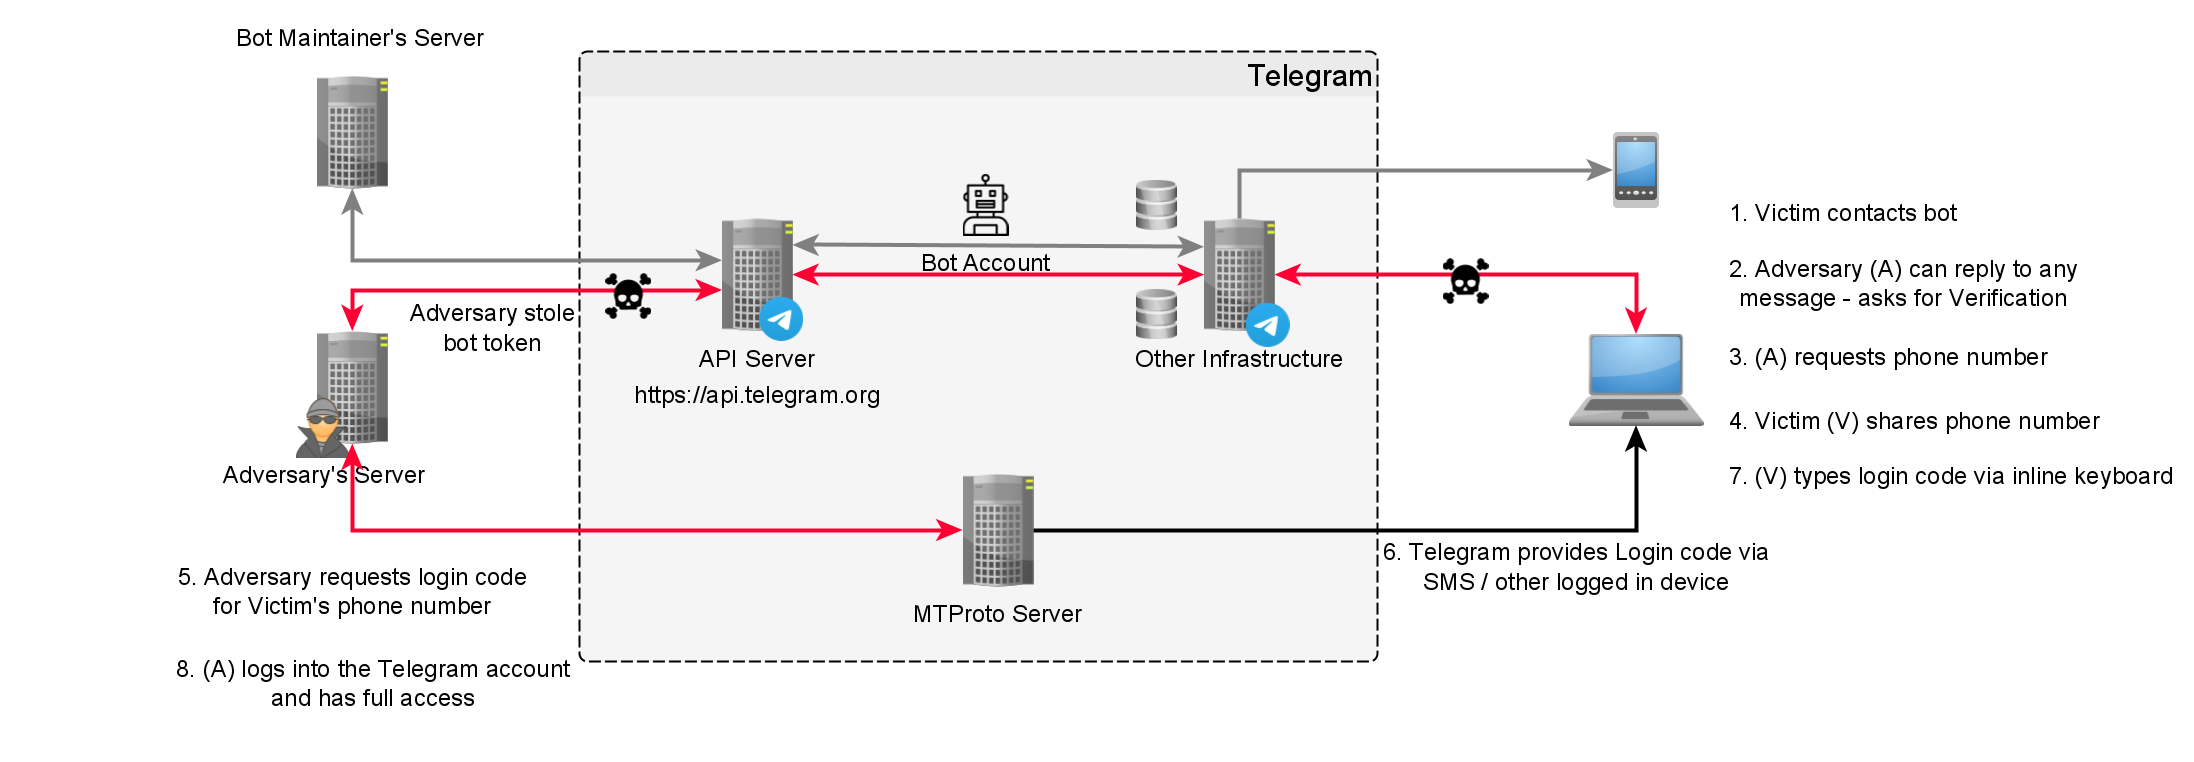 Bot Maintainer's Server
Telegram
Bot Account
Adversary stole
bot token
API Server
https://api.telegram.org
Other Infrastructure
Adversary's Server
MTProto Server
1. Victim contacts bot
2. Adversary (A) can reply to any
message - asks for Verification
3. (A) requests phone number
4. Victim (V) shares phone number
7. (V) types login code via inline keyboard
6. Telegram provides Login code via
SMS / other logged in device
5. Adversary requests login code
for Victim's phone number
8. (A) logs into the Telegram account
and has full access